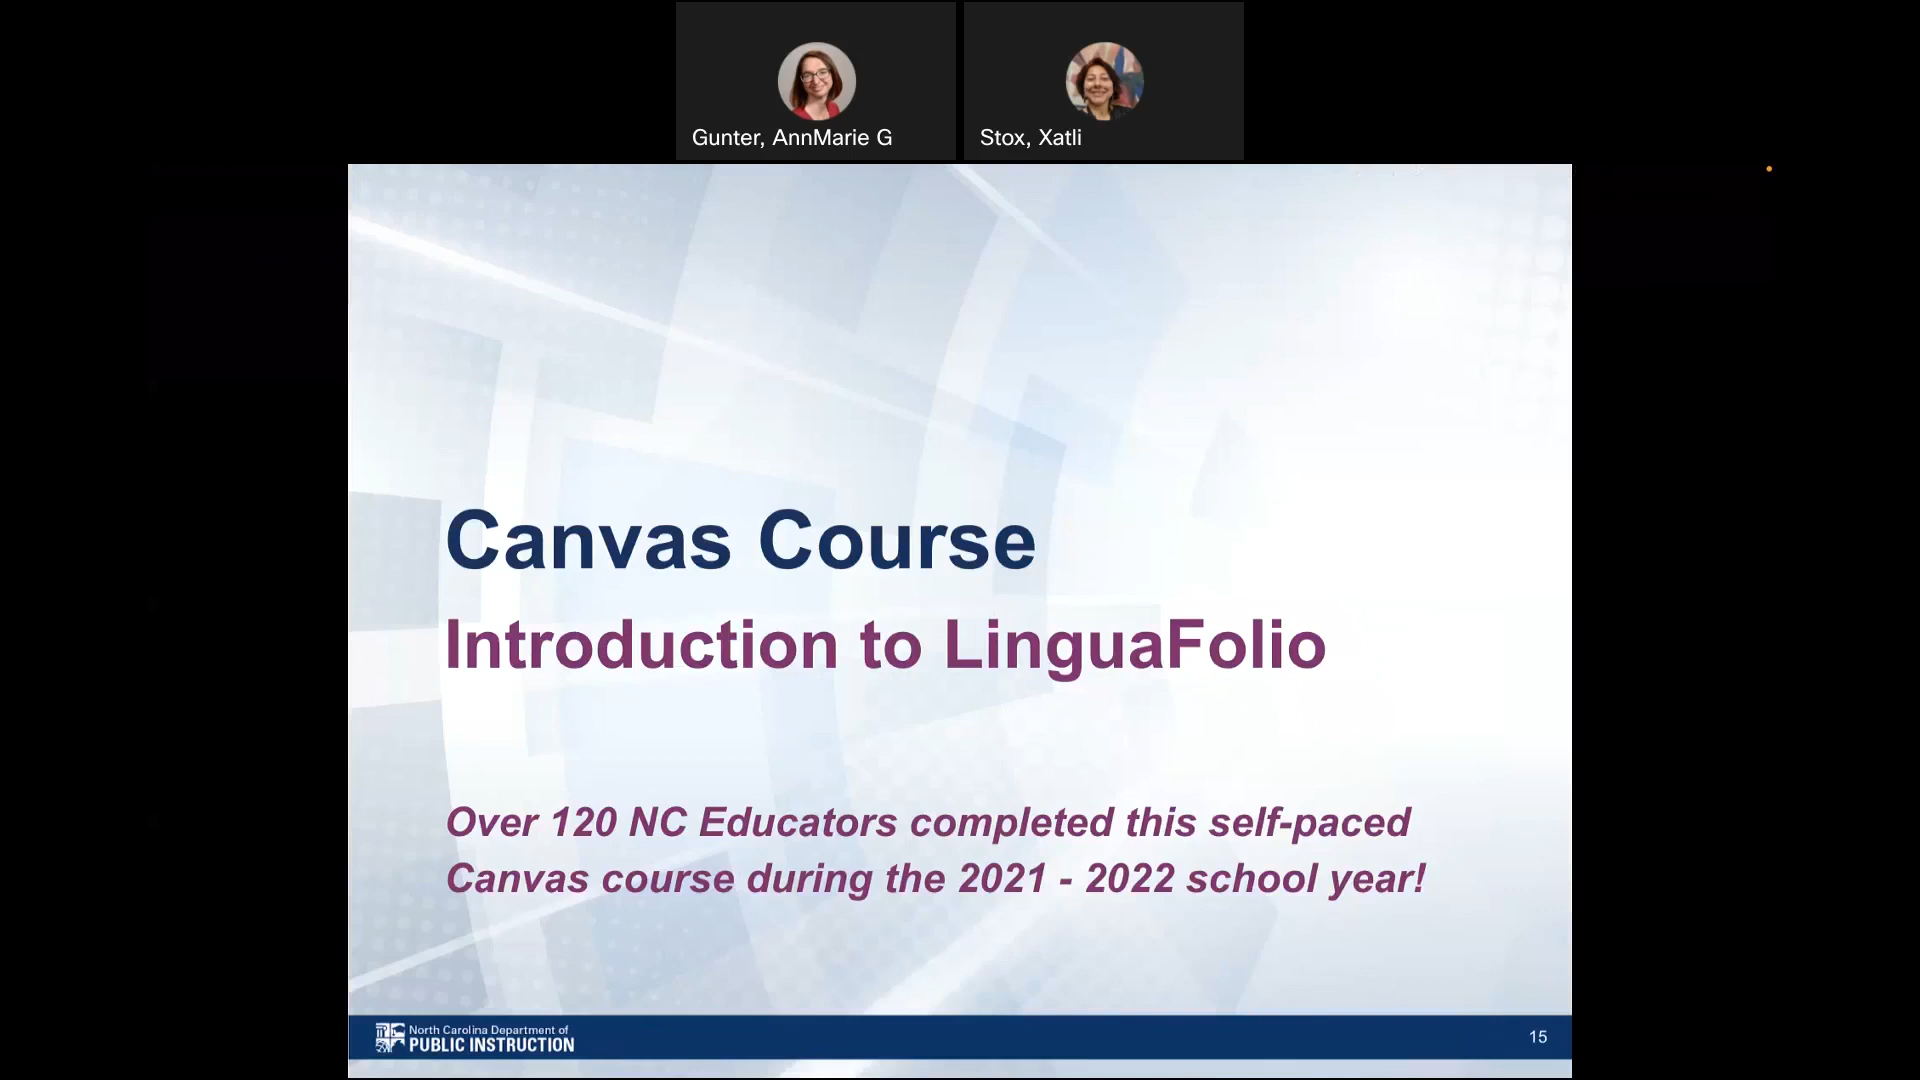 Gunter, AnnMarie G
Stox, Xatli
Canvas Course
Introduction to LinguaFolio
Over 120 NC Educators completed this self-paced
Canvas course during the 2021 - 2022 school year!
North Carolina Department of
PUBLIC INSTRUCTION
15